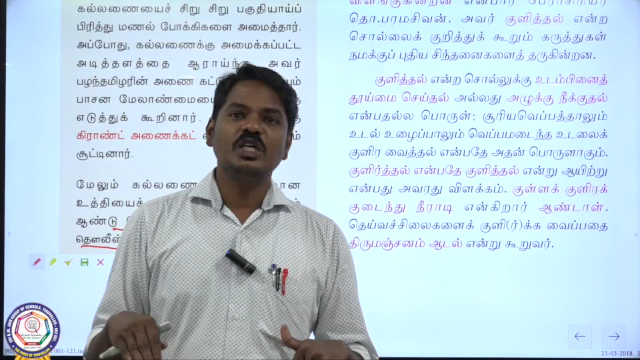 கல்லணையைச் சிறு சிறு பகுதியாய்ப்
பிரித்து மணல் போக்கிகளை அமைத்தார்.
அப்போது, கல்லணைக்கு அமைக்கப்பட்ட
அடித்தளத்தை ஆராய்ந்த அவர்
பழந்தமிழரின் அணை கட்டு
பாசன மேலாண்மையை
எடுத்துக் கூறினார்.
கிராண்ட் அணைக்கட்
சூட்டினார்.
மேலும் கல்லணை
உத்தியைச்
ஆண்டு
தௌலீஸ்
என்பார் பேராசிரியர்
தொ.பரமசிவன். அவர் குளித்தல் என்ற
சொல்லைக் குறித்துக் கூறும் கருத்துகள்
நமக்குப் புதிய சிந்தனைகளைத் தருகின்றன.
குளித்தல் என்ற சொல்லுக்கு உடம்பினைத்
தூய்மை செய்தல் அல்லது அழுக்கு நீக்குதல்
என்பதல்ல பொருள்; சூரியவெப்பத்தாலும்
உடல் உழைப்பாலும் வெப்பமடைந்த உடலைக்
குளிர வைத்தல் என்பதே அதன் பொருளாகும்.
குளிர்த்தல் என்பதே குளித்தல் என்று ஆயிற்று
என்பது அவரது விளக்கம். குள்ளக் குளிரக்
குடைந்து நீராடி என்கிறார் ஆண்டாள்.
தெய்வச்சிலைகளைக் குளி(ர்)க்க வைப்பதை
திருமஞ்சனம் ஆடல் என்று கூறுவர்.
23-03-2018